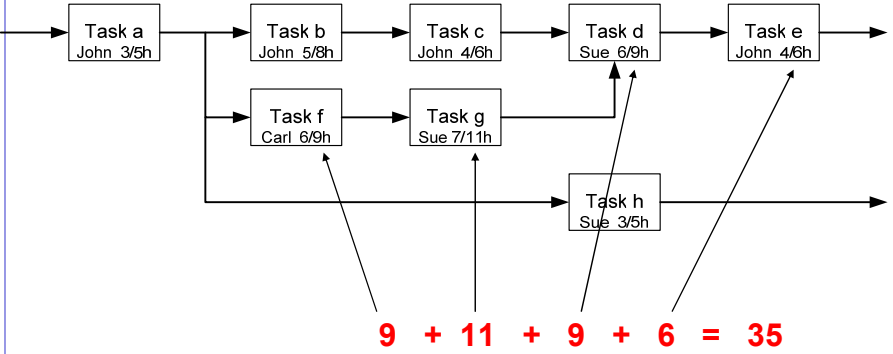 Task a
John 3/5h
Task b
John 5/8h
Task c
John 4/6h
Task d
Sue 6/9h
Task e
John 4/6h
Task f
Carl 6/9h
Task g
Sue 7/11h
Task h
Sue 3/5h
9 + 11 + 9 + 6 = 35